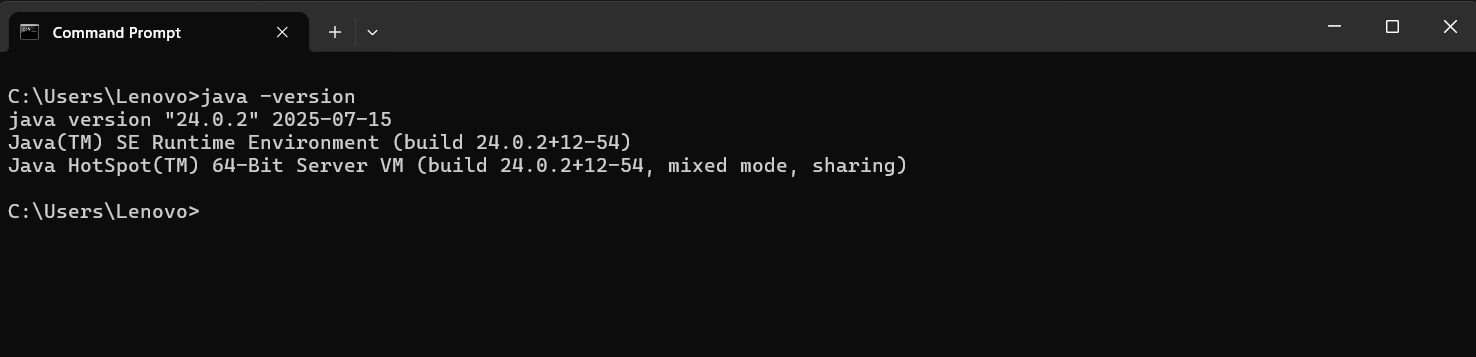 Command Prompt
C:\Users\Lenovo>java -version
java version "24.0.2" 2025-07-15
Java(TM) SE Runtime Environment (build 24.0.2+12-54)
Java HotSpot(TM) 64-Bit Server VM (build 24.0.2+12-54, mixed mode, sharing)
C:\Users\Lenovo>